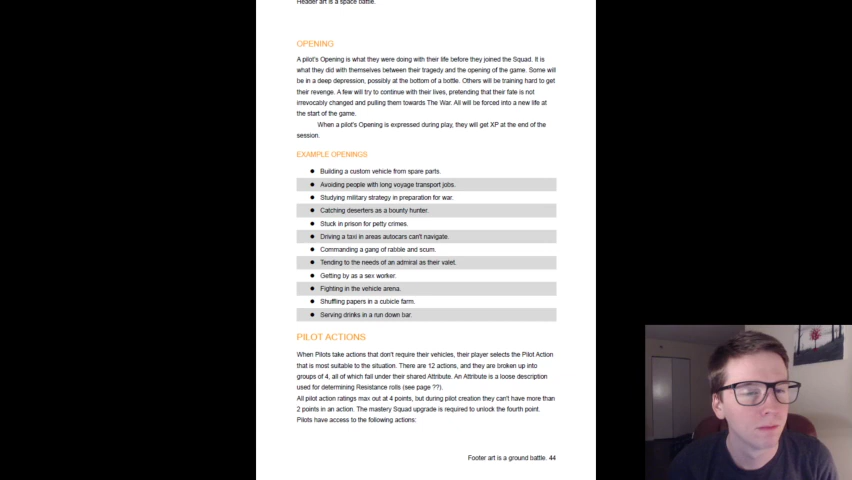 Header art is a space battle.
OPENING
A pilot's Opening is what they were doing with their life before they joined the Squad. It is
what they did with themselves between their tragedy and the opening of the game. Some will
be in a deep depression, possibly at the bottom of a bottle. Others will be training hard to get
their revenge. A few will try to continue with their lives, pretending that their fate is not
irrevocably changed and pulling them towards The War. All will be forced into a new life at
the start of the game.
When a pilot's Opening is expressed during play, they will get XP at the end of the
session.
EXAMPLE OPENINGS
● Building a custom vehicle from spare parts.
● Avoiding people with long voyage transport jobs.
● Studying military strategy in preparation for war.
● Catching deserters as a bounty hunter.
● Stuck in prison for petty crimes.
● Driving a taxi in areas autocars can't navigate.
● Commanding a gang of rabble and scum.
● Tending to the needs of an admiral as their valet.
● Getting by as a sex worker.
● Fighting in the vehicle arena.
● Shuffling papers in a cubicle farm.
● Serving drinks in a run down bar.
PILOT ACTIONS
When Pilots take actions that don't require their vehicles, their player selects the Pilot Action
that is most suitable to the situation. There are 12 actions, and they are broken up into
groups of 4, all of which fall under their shared Attribute. An Attribute is a loose description
used for determining Resistance rolls (see page ??).
All pilot action ratings max out at 4 points, but during pilot creation they can't have more than
2 points in an action. The mastery Squad upgrade is required to unlock the fourth point.
Pilots have access to the following actions:
Footer art is a ground battle. 44